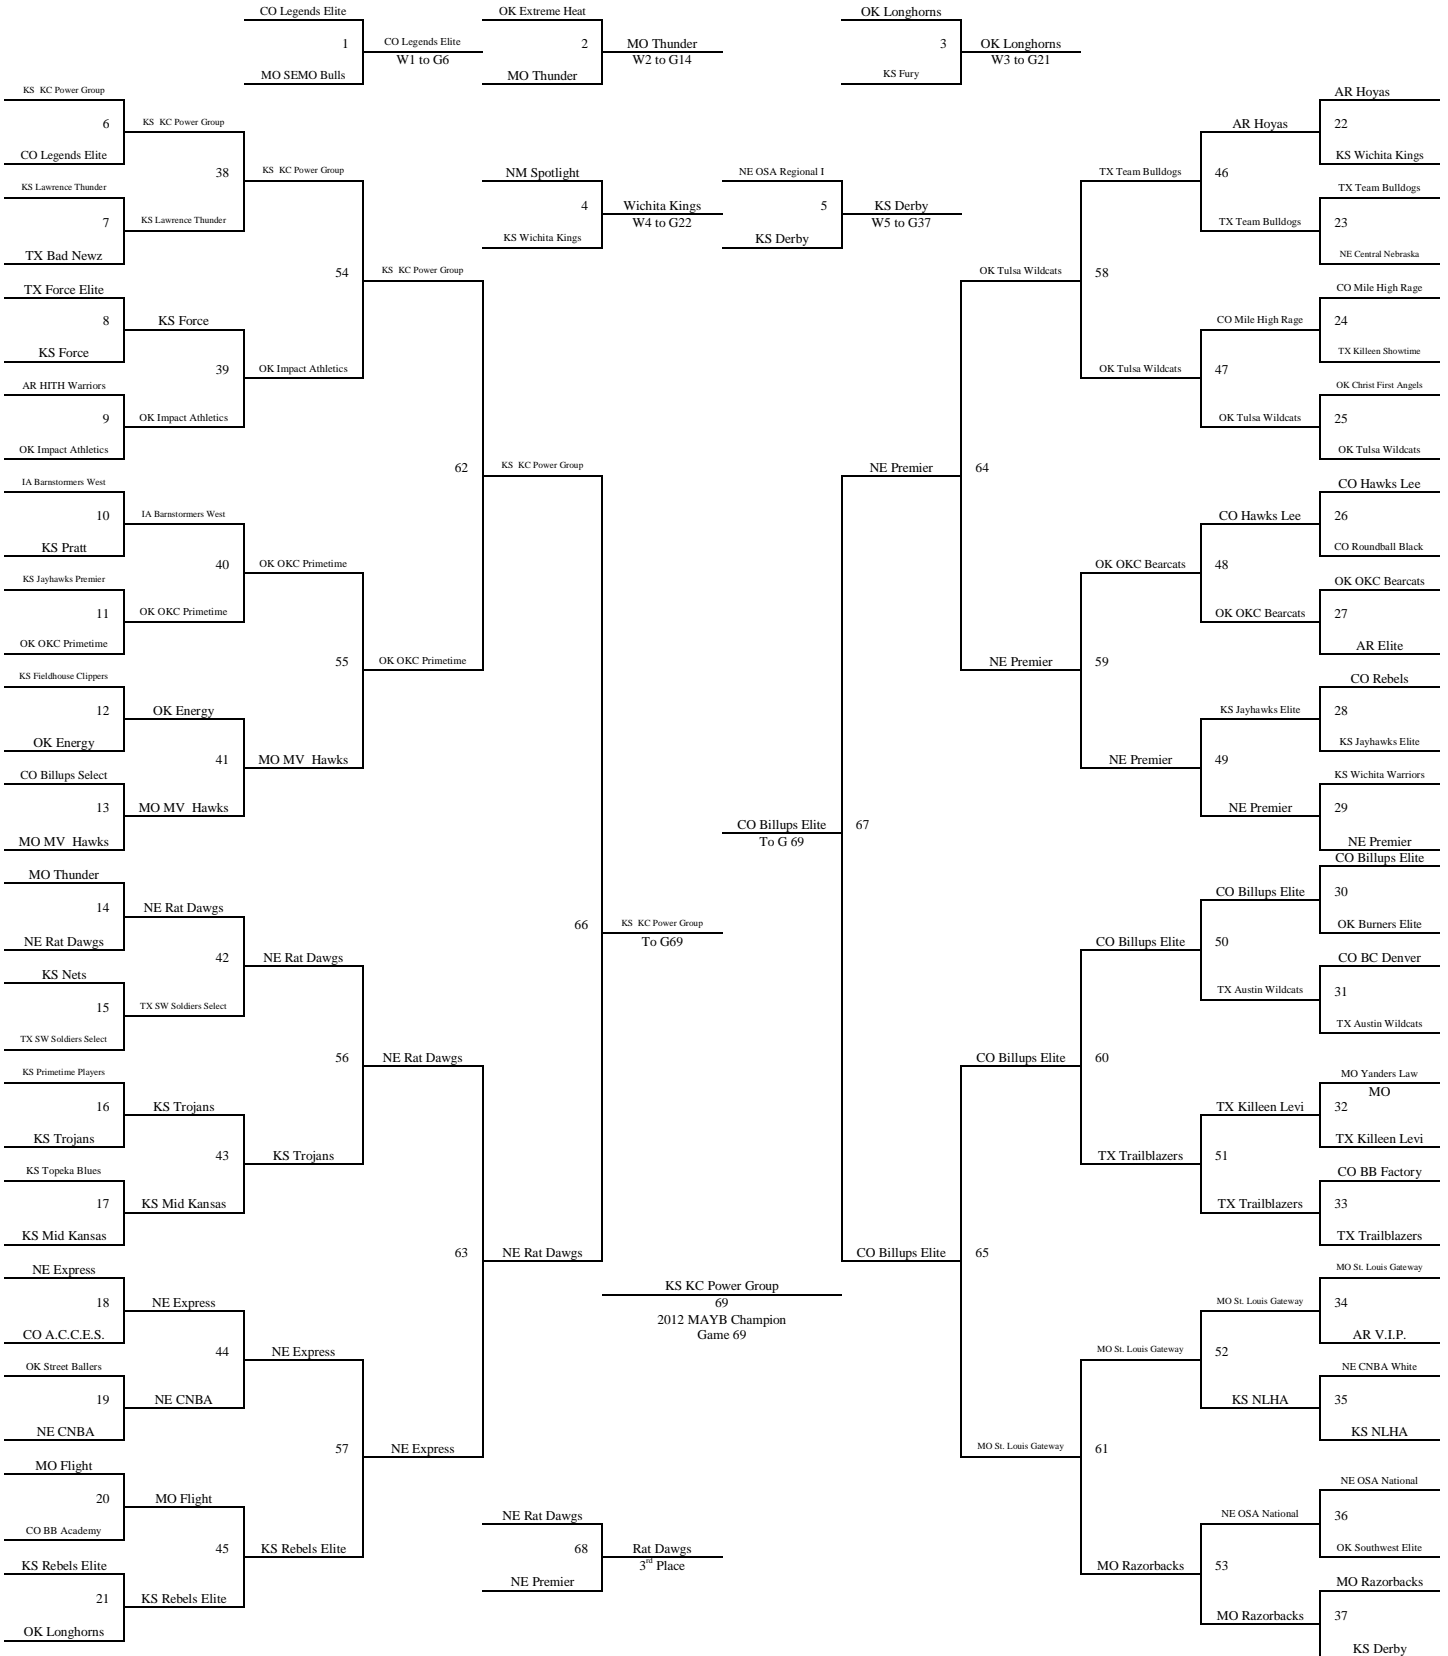 CO Legends Elite
1
CO Legends Elite
W1 to G6
MO SEMO Bulls
OK Extreme Heat
2
MO Thunder
W2 to G14
MO Thunder
OK Longhorns
3
OK Longhorns
W3 to G21
KS Fury
NM Spotlight
4
Wichita Kings
W4 to G22
KS Wichita Kings
NE OSA Regional I
5
KS Derby
W5 to G37
KS Derby
KS KC Power Group
6
CO Legends Elite
KS Lawrence Thunder
7
TX Bad Newz
TX Force Elite
8
KS Force
AR HITH Warriors
9
OK Impact Athletics
IA Barnstormers West
10
KS Pratt
KS Jayhawks Premier
11
OK OKC Primetime
KS Fieldhouse Clippers
12
OK Energy
CO Billups Select
13
MO MV Hawks
MO Thunder
14
NE Rat Dawgs
KS Nets
15
TX SW Soldiers Select
KS Primetime Players
16
KS Trojans
KS Topeka Blues
17
KS Mid Kansas
NE Express
18
CO A.C.C.E.S.
OK Street Ballers
19
NE CNBA
MO Flight
20
CO BB Academy
KS Rebels Elite
21
OK Longhorns
KS KC Power Group
38
KS Lawrence Thunder
KS Force
39
OK Impact Athletics
IA Barnstormers West
40
OK OKC Primetime
OK Energy
41
MO MV Hawks
NE Rat Dawgs
42
TX SW Soldiers Select
KS Trojans
43
KS Mid Kansas
NE Express
44
NE CNBA
MO Flight
45
KS Rebels Elite
KS KC Power Group
54
OK Impact Athletics
OK OKC Primetime
55
MO MV Hawks
NE Rat Dawgs
56
KS Trojans
NE Express
57
KS Rebels Elite
KS KC Power Group
62
OK OKC Primetime
NE Rat Dawgs
63
NE Express
KS KC Power Group
66
NE Rat Dawgs
KS KC Power Group
To G69
CO Billups Elite
To G 69
KS KC Power Group
69
2012 MAYB Champion
Game 69
NE Rat Dawgs
68
NE Premier
Rat Dawgs
3rd Place
NE Premier
67
CO Billups Elite
OK Tulsa Wildcats
64
NE Premier
CO Billups Elite
65
MO St. Louis Gateway
TX Team Bulldogs
58
OK Tulsa Wildcats
OK OKC Bearcats
59
NE Premier
CO Billups Elite
60
TX Trailblazers
MO St. Louis Gateway
61
MO Razorbacks
AR Hoyas
46
TX Team Bulldogs
CO Mile High Rage
47
OK Tulsa Wildcats
CO Hawks Lee
48
OK OKC Bearcats
KS Jayhawks Elite
49
NE Premier
CO Billups Elite
50
TX Austin Wildcats
TX Killeen Levi
51
TX Trailblazers
MO St. Louis Gateway
52
KS NLHA
NE OSA National
53
MO Razorbacks
AR Hoyas
22
KS Wichita Kings
TX Team Bulldogs
23
NE Central Nebraska
CO Mile High Rage
24
TX Killeen Showtime
OK Christ First Angels
25
OK Tulsa Wildcats
CO Hawks Lee
26
CO Roundball Black
OK OKC Bearcats
27
AR Elite
CO Rebels
28
KS Jayhawks Elite
KS Wichita Warriors
29
NE Premier
CO Billups Elite
30
OK Burners Elite
CO BC Denver
31
TX Austin Wildcats
MO Yanders Law
MO
32
TX Killeen Levi
CO BB Factory
33
TX Trailblazers
MO St. Louis Gateway
34
AR V.I.P.
NE CNBA White
35
KS NLHA
NE OSA National
36
OK Southwest Elite
MO Razorbacks
37
KS Derby